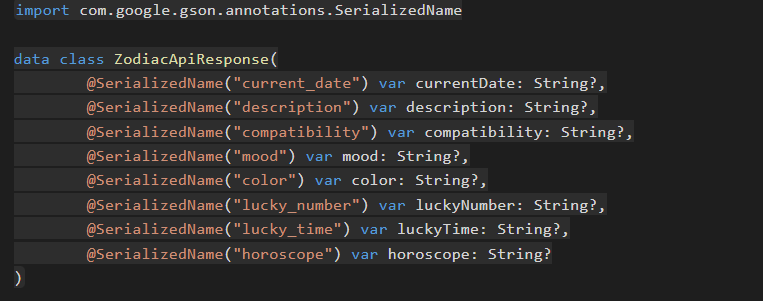 import com.google.gson.annotations.SerializedName
data class ZodiacApiResponse(
@SerializedName("current_date") var currentDate: String?,
@SerializedName("description") var description: String?,
@SerializedName("compatibility") var compatibility: String?,
@SerializedName("mood") var mood: String?,
@SerializedName("color") var color: String?,
@SerializedName("lucky_number") var luckyNumber: String?,
@SerializedName("lucky_time") var luckyTime: String?,
@SerializedName("horoscope") var horoscope: String?
)